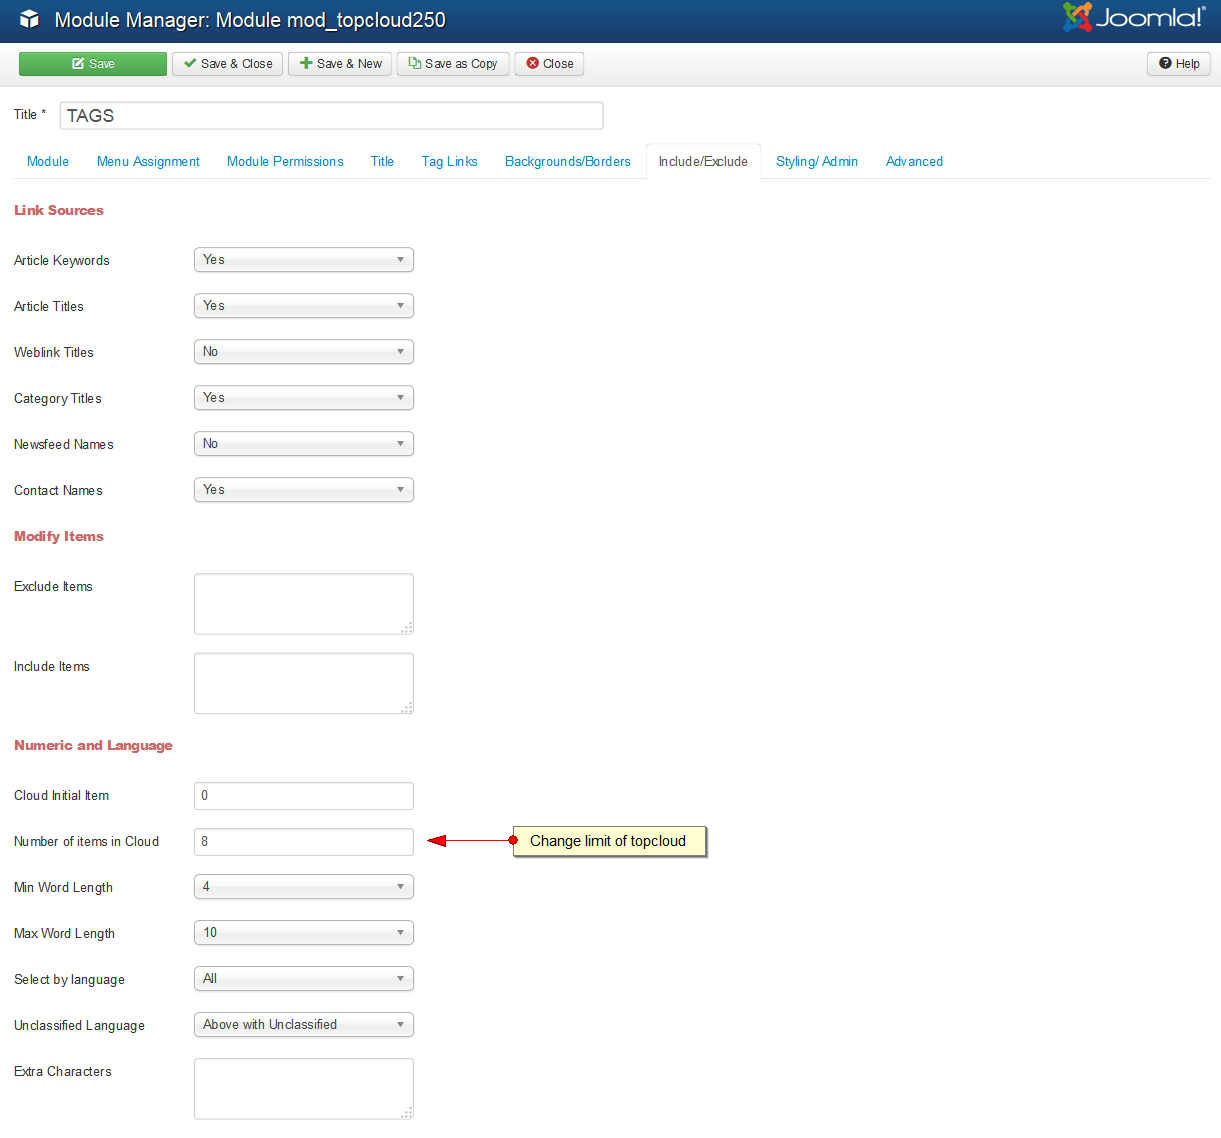 Module Manager: Module mod_topcloud250
Joomla!®
Save
Save & Close
Save & New
Save as Copy
Close
Help
Title *
TAGS
Module
Menu Assignment
Module Permissions
Title
Tag Links
Backgrounds/Borders
Include/Exclude
Styling/ Admin
Advanced
Link Sources
Article Keywords
Yes
Article Titles
Yes
Weblink Titles
No
Category Titles
Yes
Newsfeed Names
No
Contact Names
Yes
Modify Items
Exclude Items
Include Items
Numeric and Language
Cloud Initial Item
0
Number of items in Cloud
8
Change limit of topcloud
Min Word Length
4
Max Word Length
10
Select by language
All
Unclassified Language
Above with Unclassified
Extra Characters